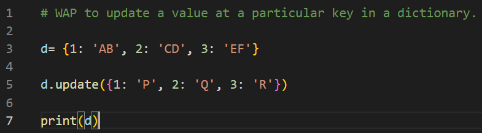 1 # WAP to update a value at a particular key in a dictionary.
2
3 d= {1: 'AB', 2: 'CD', 3: 'EF'}
4
5 d.update({1: 'P', 2: 'Q', 3: 'R'})
6
7 print(d)